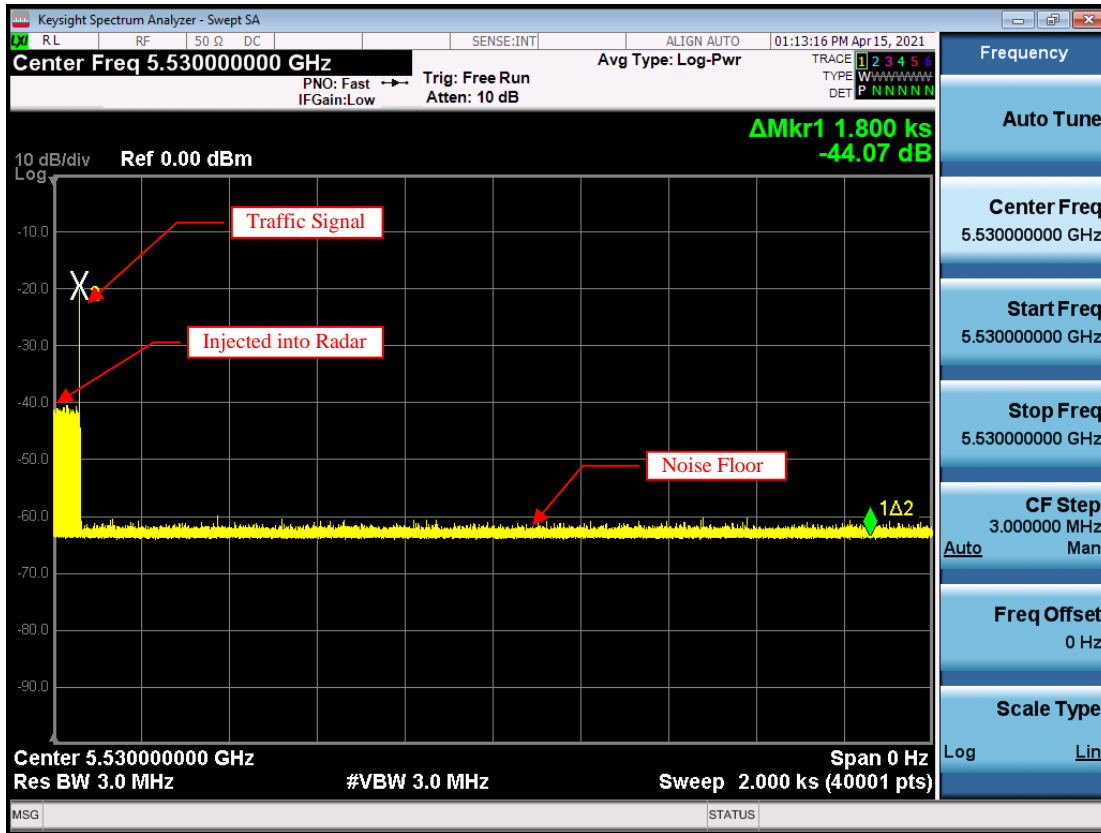 Keysight Spectrum Analyzer - Swept SA
LXI RL RF 50 Ω DC SENSE:INT ALIGN AUTO 01:13:16 PM Apr 15, 2021
Center Freq 5.530000000 GHz
PNO: Fast
IFGain:Low
Trig: Free Run
Atten: 10 dB
Avg Type: Log-Pwr
TRACE 1 2 3 4 5 6
TYPE WWWWWWW
DET P N N N N N
ΔMkr1 1.800 ks
-44.07 dB
10 dB/div Ref 0.00 dBm
Log
-10.0
-20.0
-30.0
-40.0
-50.0
-60.0
-70.0
-80.0
-90.0
Traffic Signal
X
Injected into Radar
Noise Floor
1Δ2
Center 5.530000000 GHz Span 0 Hz
Res BW 3.0 MHz #VBW 3.0 MHz Sweep 2.000 ks (40001 pts)
MSG STATUS
Frequency
Auto Tune
Center Freq
5.530000000 GHz
Start Freq
5.530000000 GHz
Stop Freq
5.530000000 GHz
CF Step
3.000000 MHz
Auto Man
Freq Offset
0 Hz
Scale Type
Log Lin